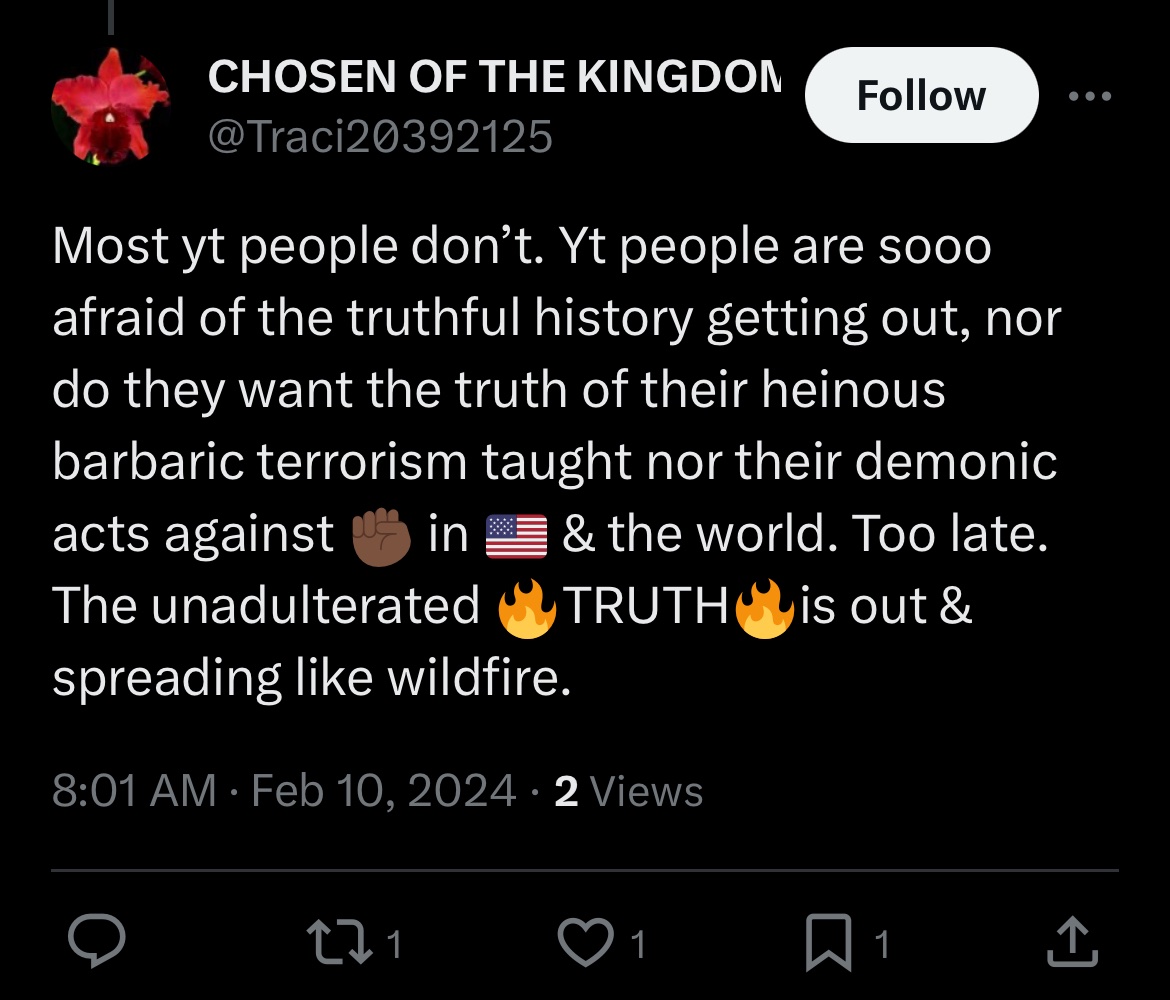 CHOSEN OF THE KINGDOM
Follow
@Traci20392125
Most yt people don’t. Yt people are sooo
afraid of the truthful history getting out, nor
do they want the truth of their heinous
barbaric terrorism taught nor their demonic
acts against ✊🏾 in 🇺🇸 & the world. Too late.
The unadulterated 🔥TRUTH🔥is out &
spreading like wildfire.
8:01 AM · Feb 10, 2024 · 2 Views
1 1 1